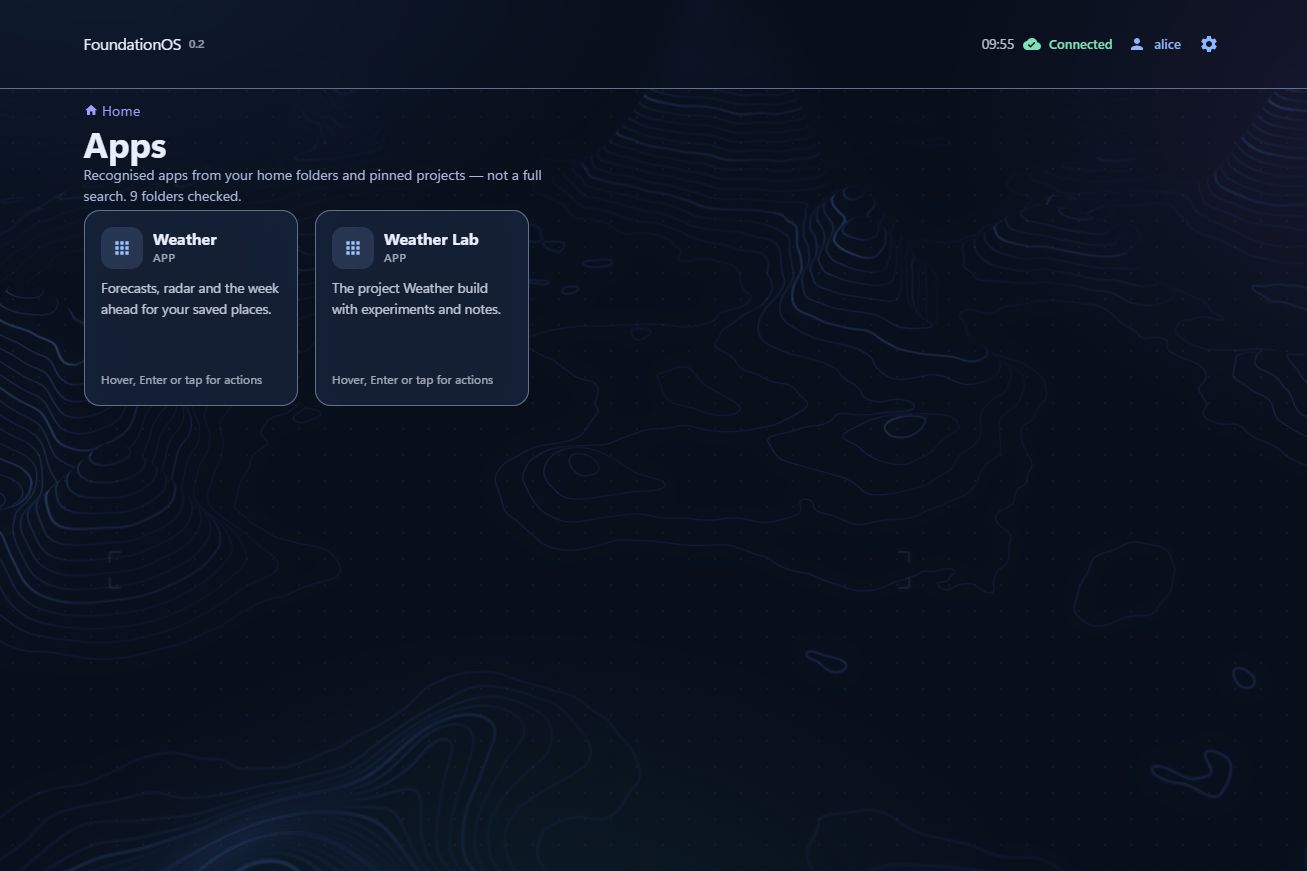 FoundationOS 0.2
09:55 Connected alice
Home
Apps
Recognised apps from your home folders and pinned projects — not a full
search. 9 folders checked.
Weather
APP
Forecasts, radar and the week
ahead for your saved places.
Hover, Enter or tap for actions
Weather Lab
APP
The project Weather build
with experiments and notes.
Hover, Enter or tap for actions